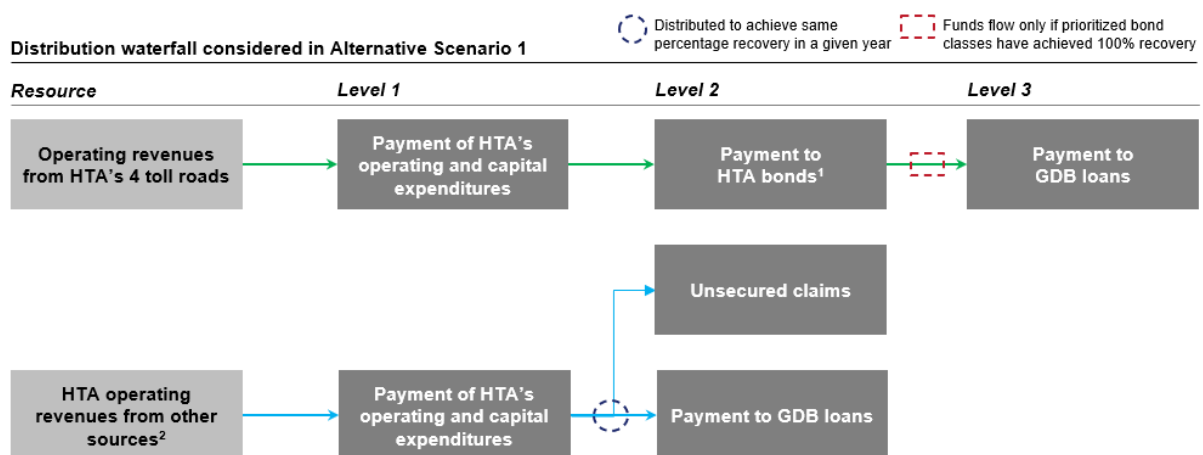 Distributed to achieve same
percentage recovery in a given year
Funds flow only if prioritized bond
classes have achieved 100% recovery
Distribution waterfall considered in Alternative Scenario 1
Resource
Level 1
Level 2
Level 3
Operating revenues
from HTA's 4 toll roads
Payment of HTA's
operating and capital
expenditures
Payment to
HTA bonds¹
Payment to
GDB loans
Unsecured claims
HTA operating
revenues from other
sources²
Payment of HTA's
operating and capital
expenditures
Payment to GDB loans